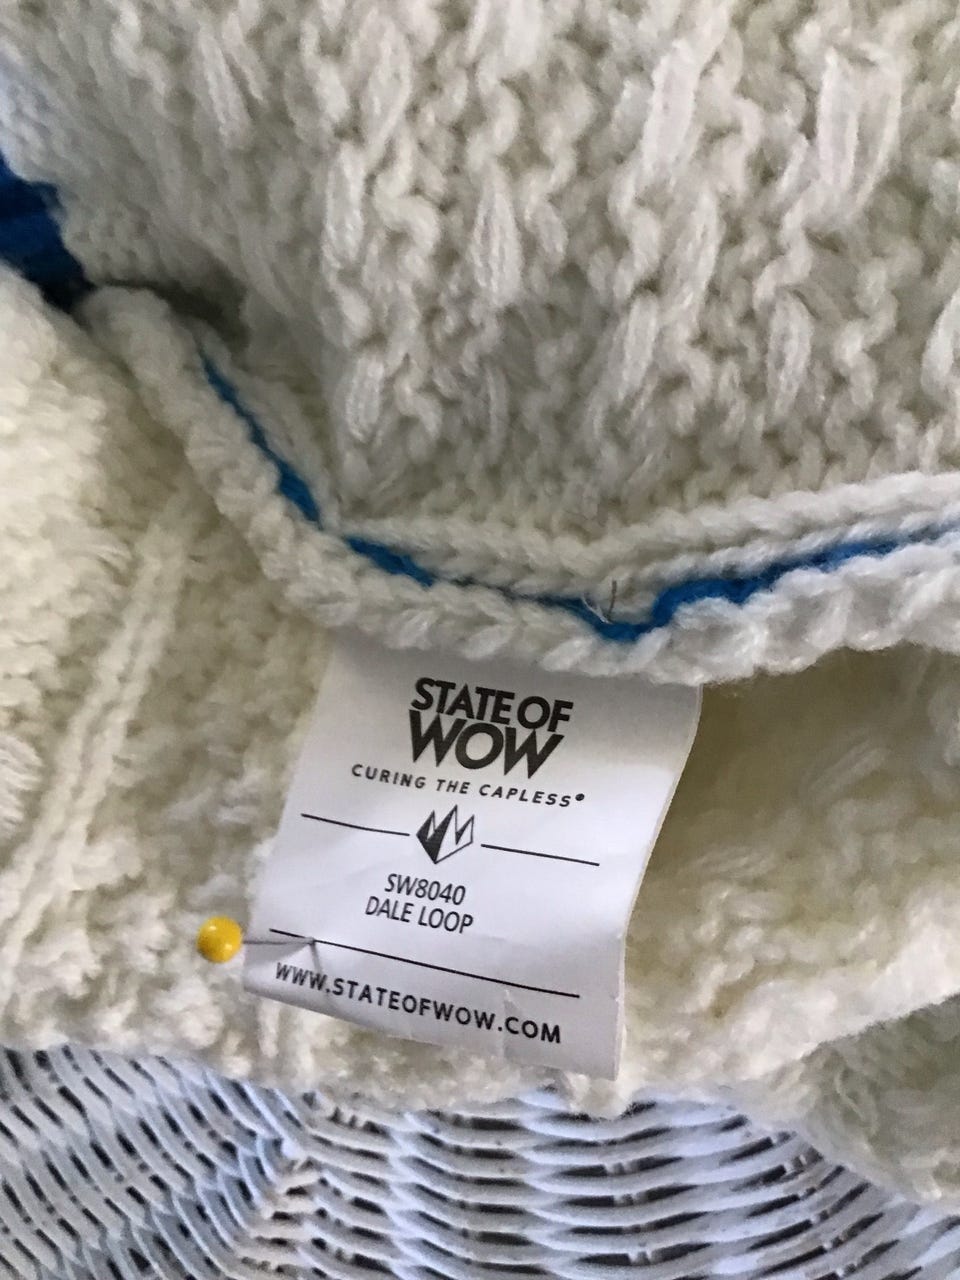 STATE OF
WOW
CURING THE CAPLESS®
SW8040
DALE LOOP
WWW.STATEOFWOW.COM